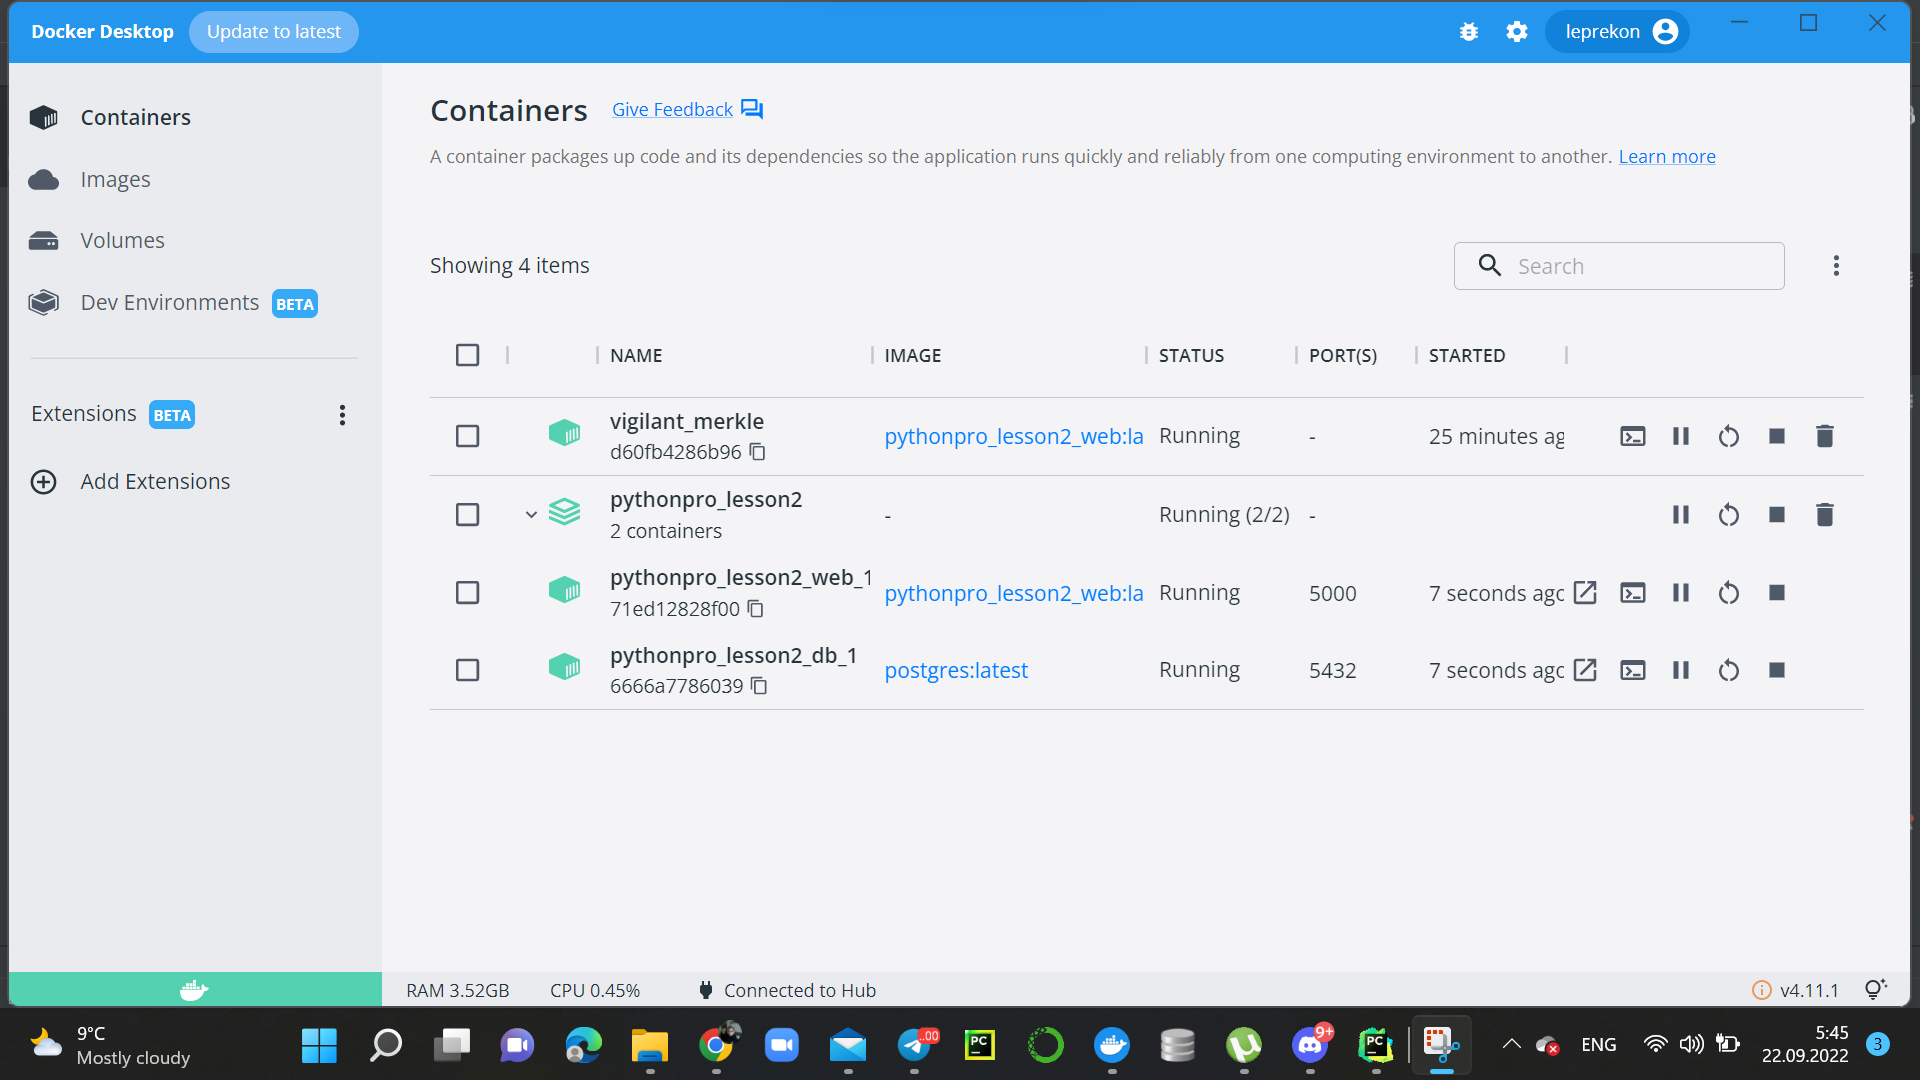 Docker Desktop
Update to latest
leprekon
Containers
Images
Volumes
Dev Environments BETA
Extensions BETA
Add Extensions
Containers Give Feedback
A container packages up code and its dependencies so the application runs quickly and reliably from one computing environment to another. Learn more
Showing 4 items
Search
NAME IMAGE STATUS PORT(S) STARTED
vigilant_merkle
d60fb4286b96
pythonpro_lesson2_web:la Running - 25 minutes ag
pythonpro_lesson2
2 containers
- Running (2/2) -
pythonpro_lesson2_web_1
71ed12828f00
pythonpro_lesson2_web:la Running 5000 7 seconds agc
pythonpro_lesson2_db_1
6666a7786039
postgres:latest Running 5432 7 seconds agc
RAM 3.52GB CPU 0.45% Connected to Hub v4.11.1
9°C
Mostly cloudy
..00
PC
9+
PC
ENG
5:45
22.09.2022
3